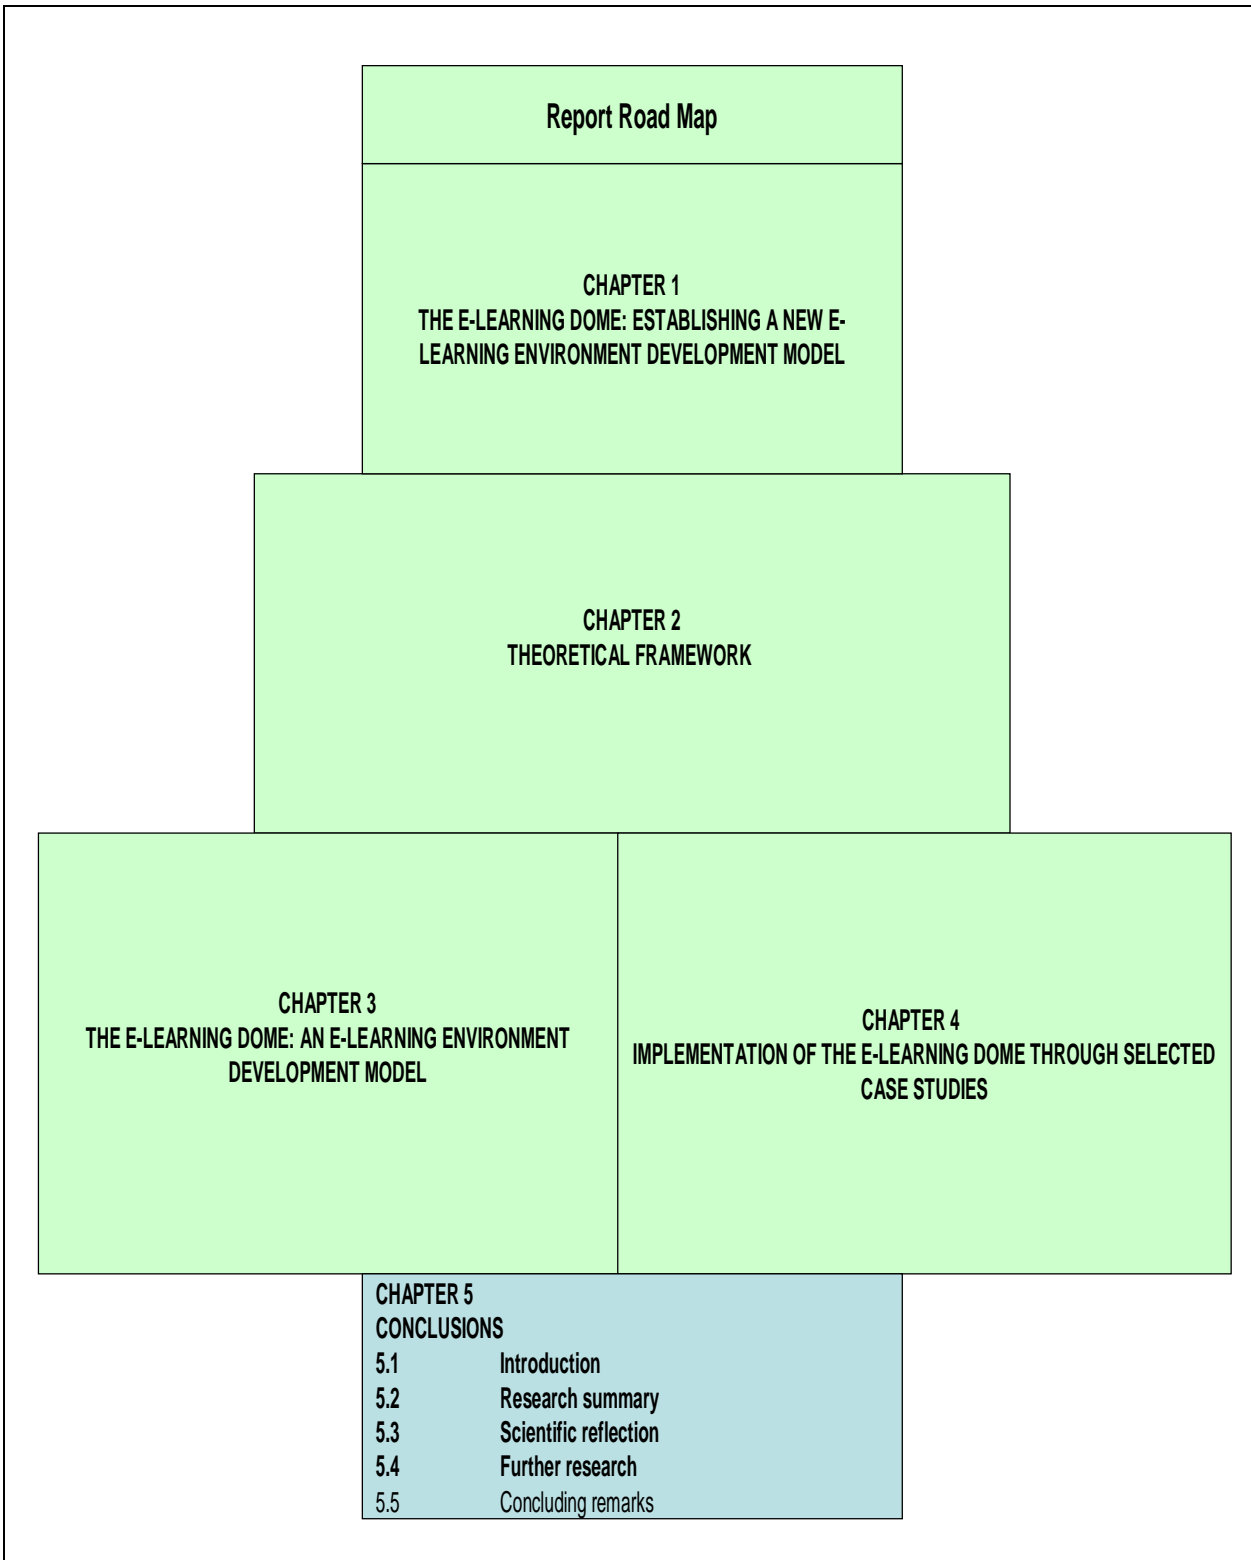 Report Road Map
CHAPTER 1
THE E-LEARNING DOME: ESTABLISHING A NEW E-
LEARNING ENVIRONMENT DEVELOPMENT MODEL
CHAPTER 2
THEORETICAL FRAMEWORK
CHAPTER 3
THE E-LEARNING DOME: AN E-LEARNING ENVIRONMENT
DEVELOPMENT MODEL
CHAPTER 4
IMPLEMENTATION OF THE E-LEARNING DOME THROUGH SELECTED
CASE STUDIES
CHAPTER 5
CONCLUSIONS
5.1 Introduction
5.2 Research summary
5.3 Scientific reflection
5.4 Further research
5.5 Concluding remarks